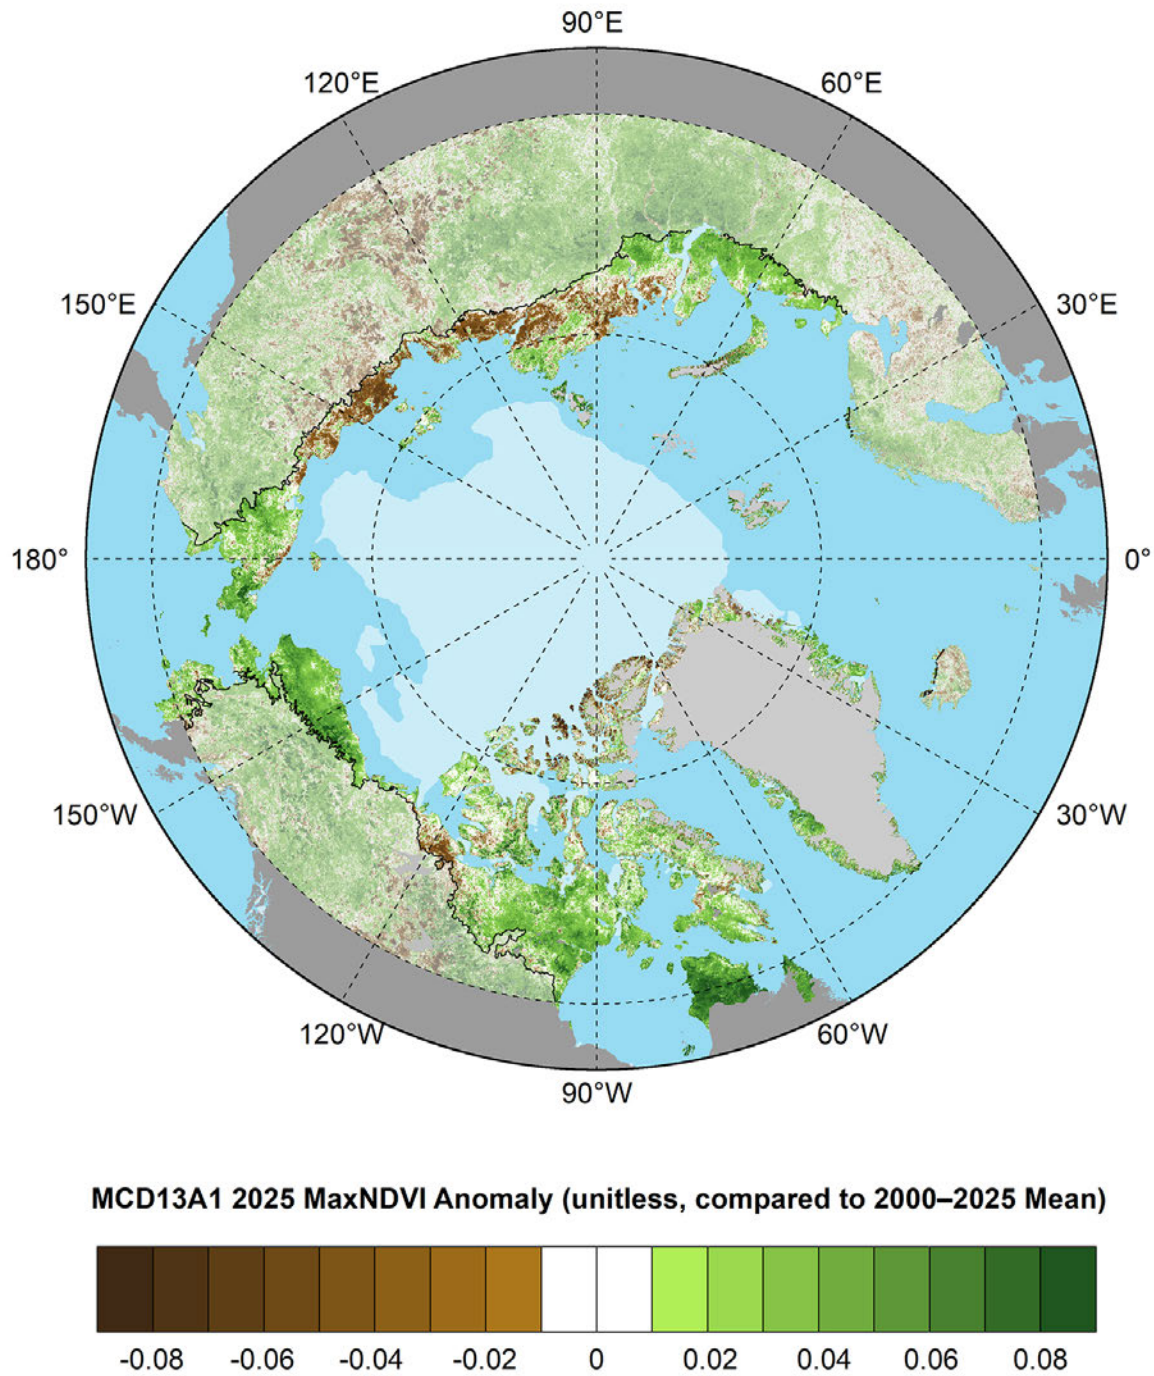 90°E
120°E
60°E
150°E
30°E
180°
0°
150°W
30°W
120°W
60°W
90°W
MCD13A1 2025 MaxNDVI Anomaly (unitless, compared to 2000–2025 Mean)
-0.08 -0.06 -0.04 -0.02 0 0.02 0.04 0.06 0.08